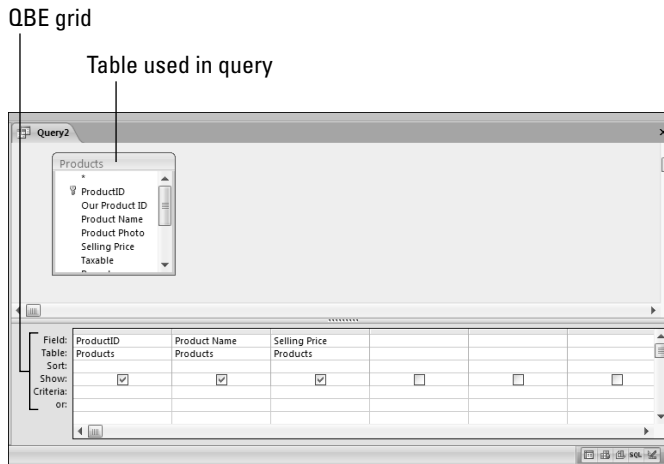 QBE grid
Table used in query
Query2
Products
*
ProductID
Our Product ID
Product Name
Product Photo
Selling Price
Taxable
Field: ProductID Product Name Selling Price
Table: Products Products Products
Sort:
Show:
Criteria:
or:
SQL